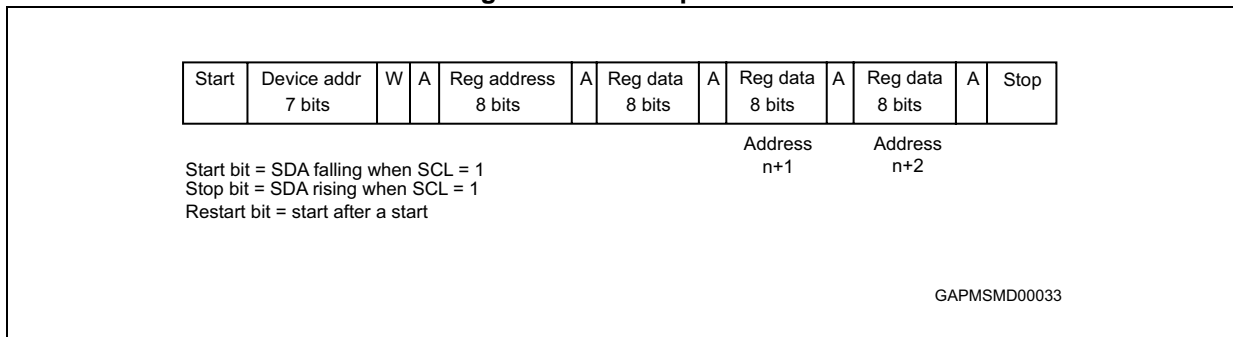 Start Device addr W A Reg address A Reg data A Reg data A Reg data A Stop
7 bits 8 bits 8 bits 8 bits 8 bits
Address Address
n+1 n+2
Start bit = SDA falling when SCL = 1
Stop bit = SDA rising when SCL = 1
Restart bit = start after a start
GAPMSMD00033